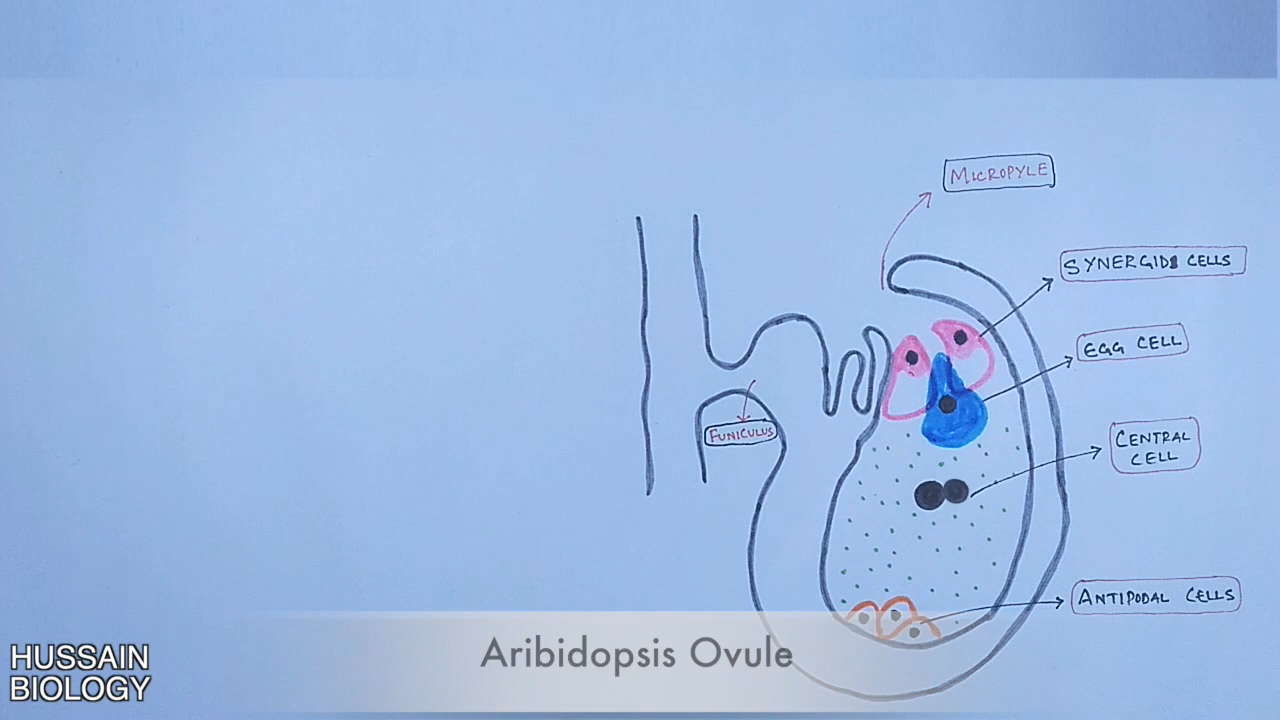 MICROPYLE
SYNERGIDS CELLS
EGG CELL
FUNICULUS
CENTRAL
CELL
ANTIPODAL CELLS
Aribidopsis Ovule
HUSSAIN
BIOLOGY